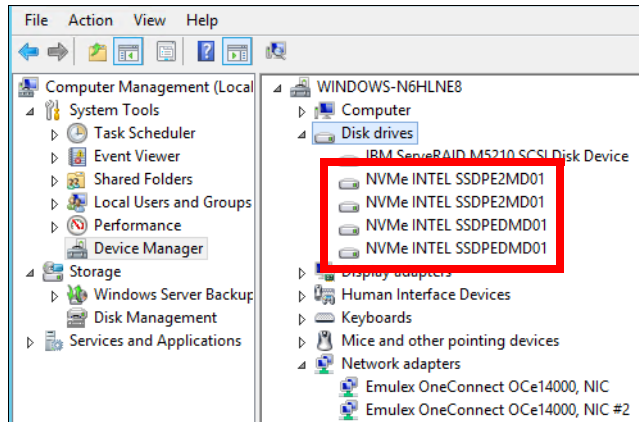 File Action View Help
Computer Management (Local
System Tools
Task Scheduler
Event Viewer
Shared Folders
Local Users and Groups
Performance
Device Manager
Storage
Windows Server Backup
Disk Management
Services and Applications
WINDOWS-N6HLNE8
Computer
Disk drives
IBM ServeRAID M5210 SCSI Disk Device
NVMe INTEL SSDPE2MD01
NVMe INTEL SSDPE2MD01
NVMe INTEL SSDPEDMD01
NVMe INTEL SSDPEDMD01
Display adapters
Human Interface Devices
Keyboards
Mice and other pointing devices
Network adapters
Emulex OneConnect OCe14000, NIC
Emulex OneConnect OCe14000, NIC #2